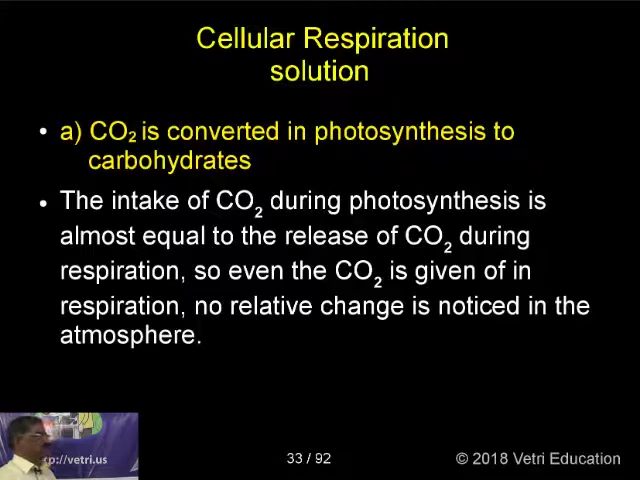 Cellular Respiration
solution
• a) CO₂ is converted in photosynthesis to
carbohydrates
• The intake of CO₂ during photosynthesis is
almost equal to the release of CO₂ during
respiration, so even the CO₂ is given of in
respiration, no relative change is noticed in the
atmosphere.
://vetri.us
33 / 92
© 2018 Vetri Education